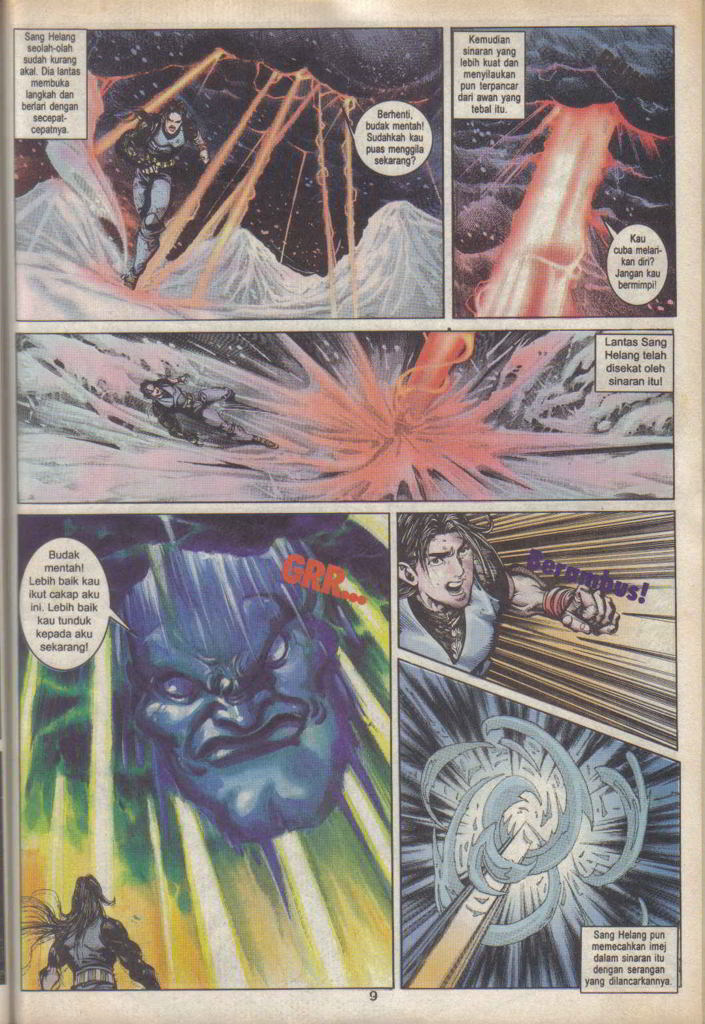 Sang Helang
seolah-olah
sudah kurang
akal. Dia lantas
membuka
langkah dan
berlari dengan
secepat-
cepatnya.
Berhenti,
budak mentah!
Sudahkah kau
puas menggila
sekarang?
Kemudian
sinaran yang
lebih kuat dan
menyilaukan
pun terpancar
dari awan yang
tebal itu.
Kau
cuba melari-
kan diri?
Jangan kau
bermimpi!
Lantas Sang
Helang telah
disekat oleh
sinaran itu!
Budak
mentah!
Lebih baik kau
ikut cakap aku
ini. Lebih baik
kau tunduk
kepada aku
sekarang!
GRR...
Berambus!
Sang Helang pun
memecahkan imej
dalam sinaran itu
dengan serangan
yang dilancarkannya.
9